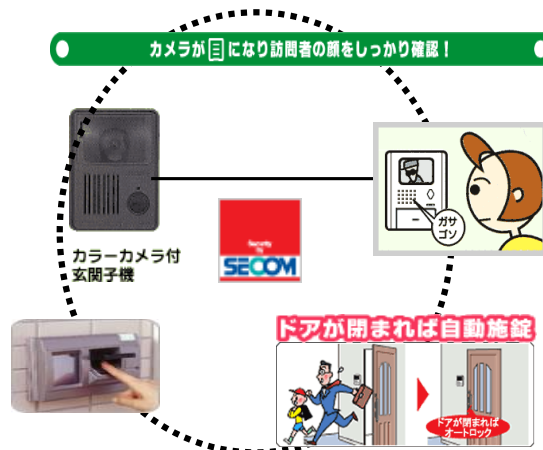 カメラが目になり訪問者の顔をしっかり確認！
カラーカメラ付
玄関子機
ガサ
ゴソ
Security
by
SECOM
ドアが閉まれば自動施錠
ドアが閉まれば
オートロック